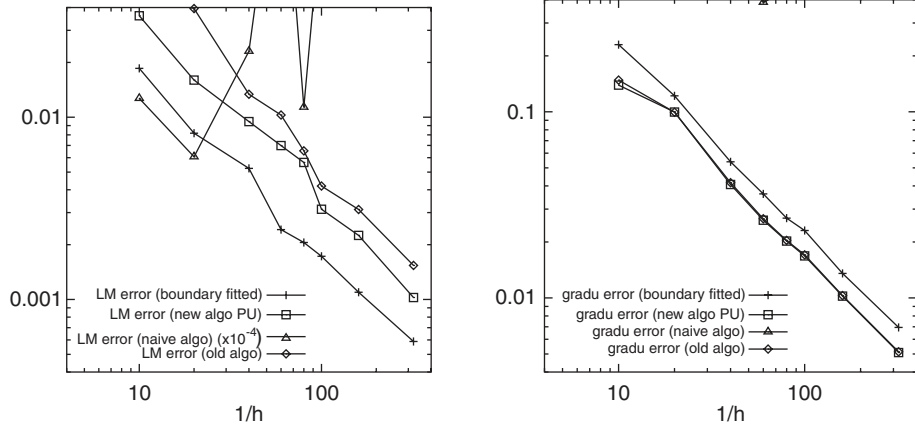 0.01
0.001
LM error (boundary fitted)
LM error (new algo PU)
LM error (naive algo) (x10⁻⁴)
LM error (old algo)
10
100
1/h
0.1
0.01
gradu error (boundary fitted)
gradu error (new algo PU)
gradu error (naive algo)
gradu error (old algo)
10
100
1/h